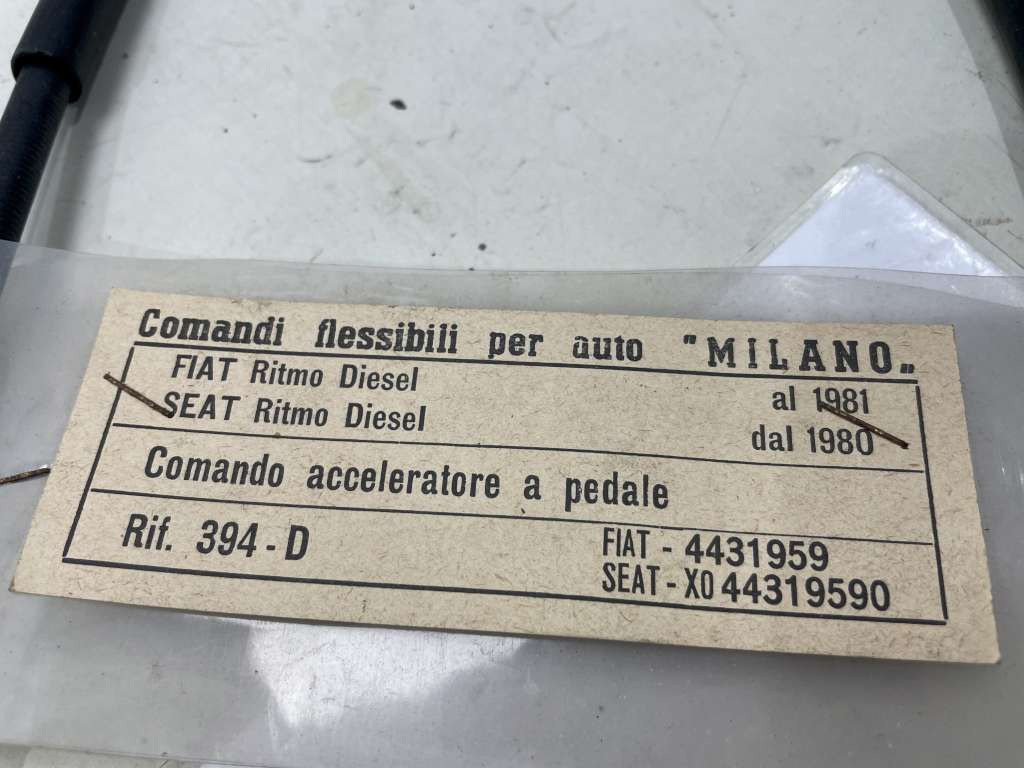 Comandi flessibili per auto "MILANO„
FIAT Ritmo Diesel al 1981
SEAT Ritmo Diesel dal 1980
Comando acceleratore a pedale
Rif. 394-D
FIAT - 4431959
SEAT - XO 44319590